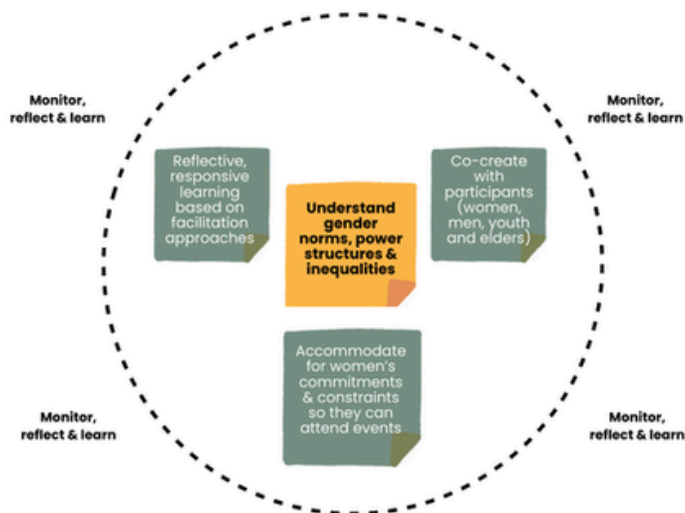 Monitor,
reflect & learn
Monitor,
reflect & learn
Reflective,
responsive
learning
based on
facilitation
approaches
Understand
gender
norms, power
structures &
inequalities
Co-create
with
participants
(women,
men, youth
and elders)
Accommodate
for women's
commitments
& constraints
so they can
attend events
Monitor,
reflect & learn
Monitor,
reflect & learn